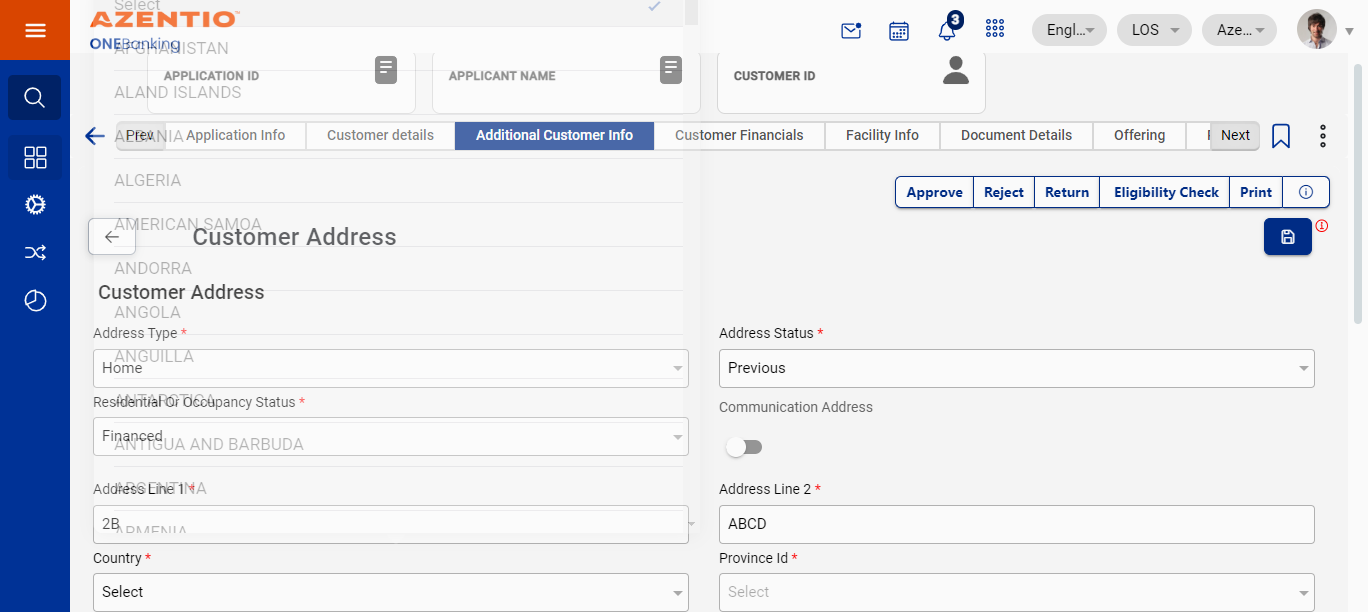 Select
AZENTIO™
ONEBanking
AFGHANISTAN
3
Engl...
LOS
Aze...
APPLICATION ID
APPLICANT NAME
CUSTOMER ID
ALAND ISLANDS
ALBANIA
Prev
Application Info
Customer details
Additional Customer Info
Customer Financials
Facility Info
Document Details
Offering
Next
ALGERIA
Approve
Reject
Return
Eligibility Check
Print
AMERICAN SAMOA
Customer Address
ANDORRA
Customer Address
ANGOLA
Address Type *
Address Status *
ANGUILLA
Home
Previous
ANTARCTICA
Residential Or Occupancy Status *
Communication Address
Financed
ANTIGUA AND BARBUDA
ARGENTINA
Address Line 1 *
Address Line 2 *
2B
ABCD
ARMENIA
Country *
Province Id *
Select
Select